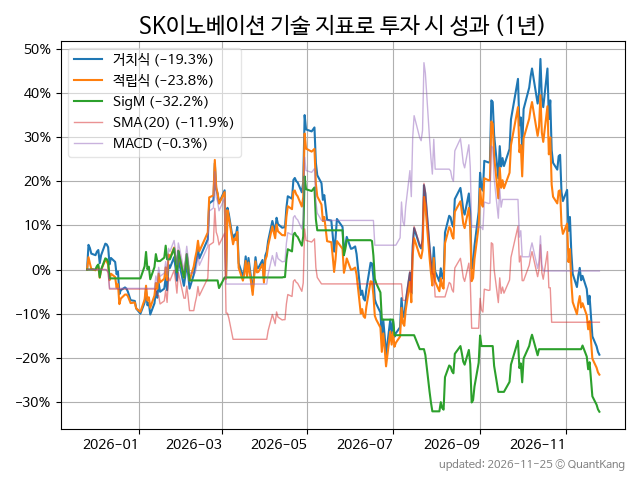 SK이노베이션 기술 지표로 투자 시 성과 (1년)
거치식 (−19.3%)
적립식 (−23.8%)
SigM (−32.2%)
SMA(20) (−11.9%)
MACD (−0.3%)
50%
40%
30%
20%
10%
0%
−10%
−20%
−30%
2026-01 2026-03 2026-05 2026-07 2026-09 2026-11
updated: 2026-11-25 © QuantKang